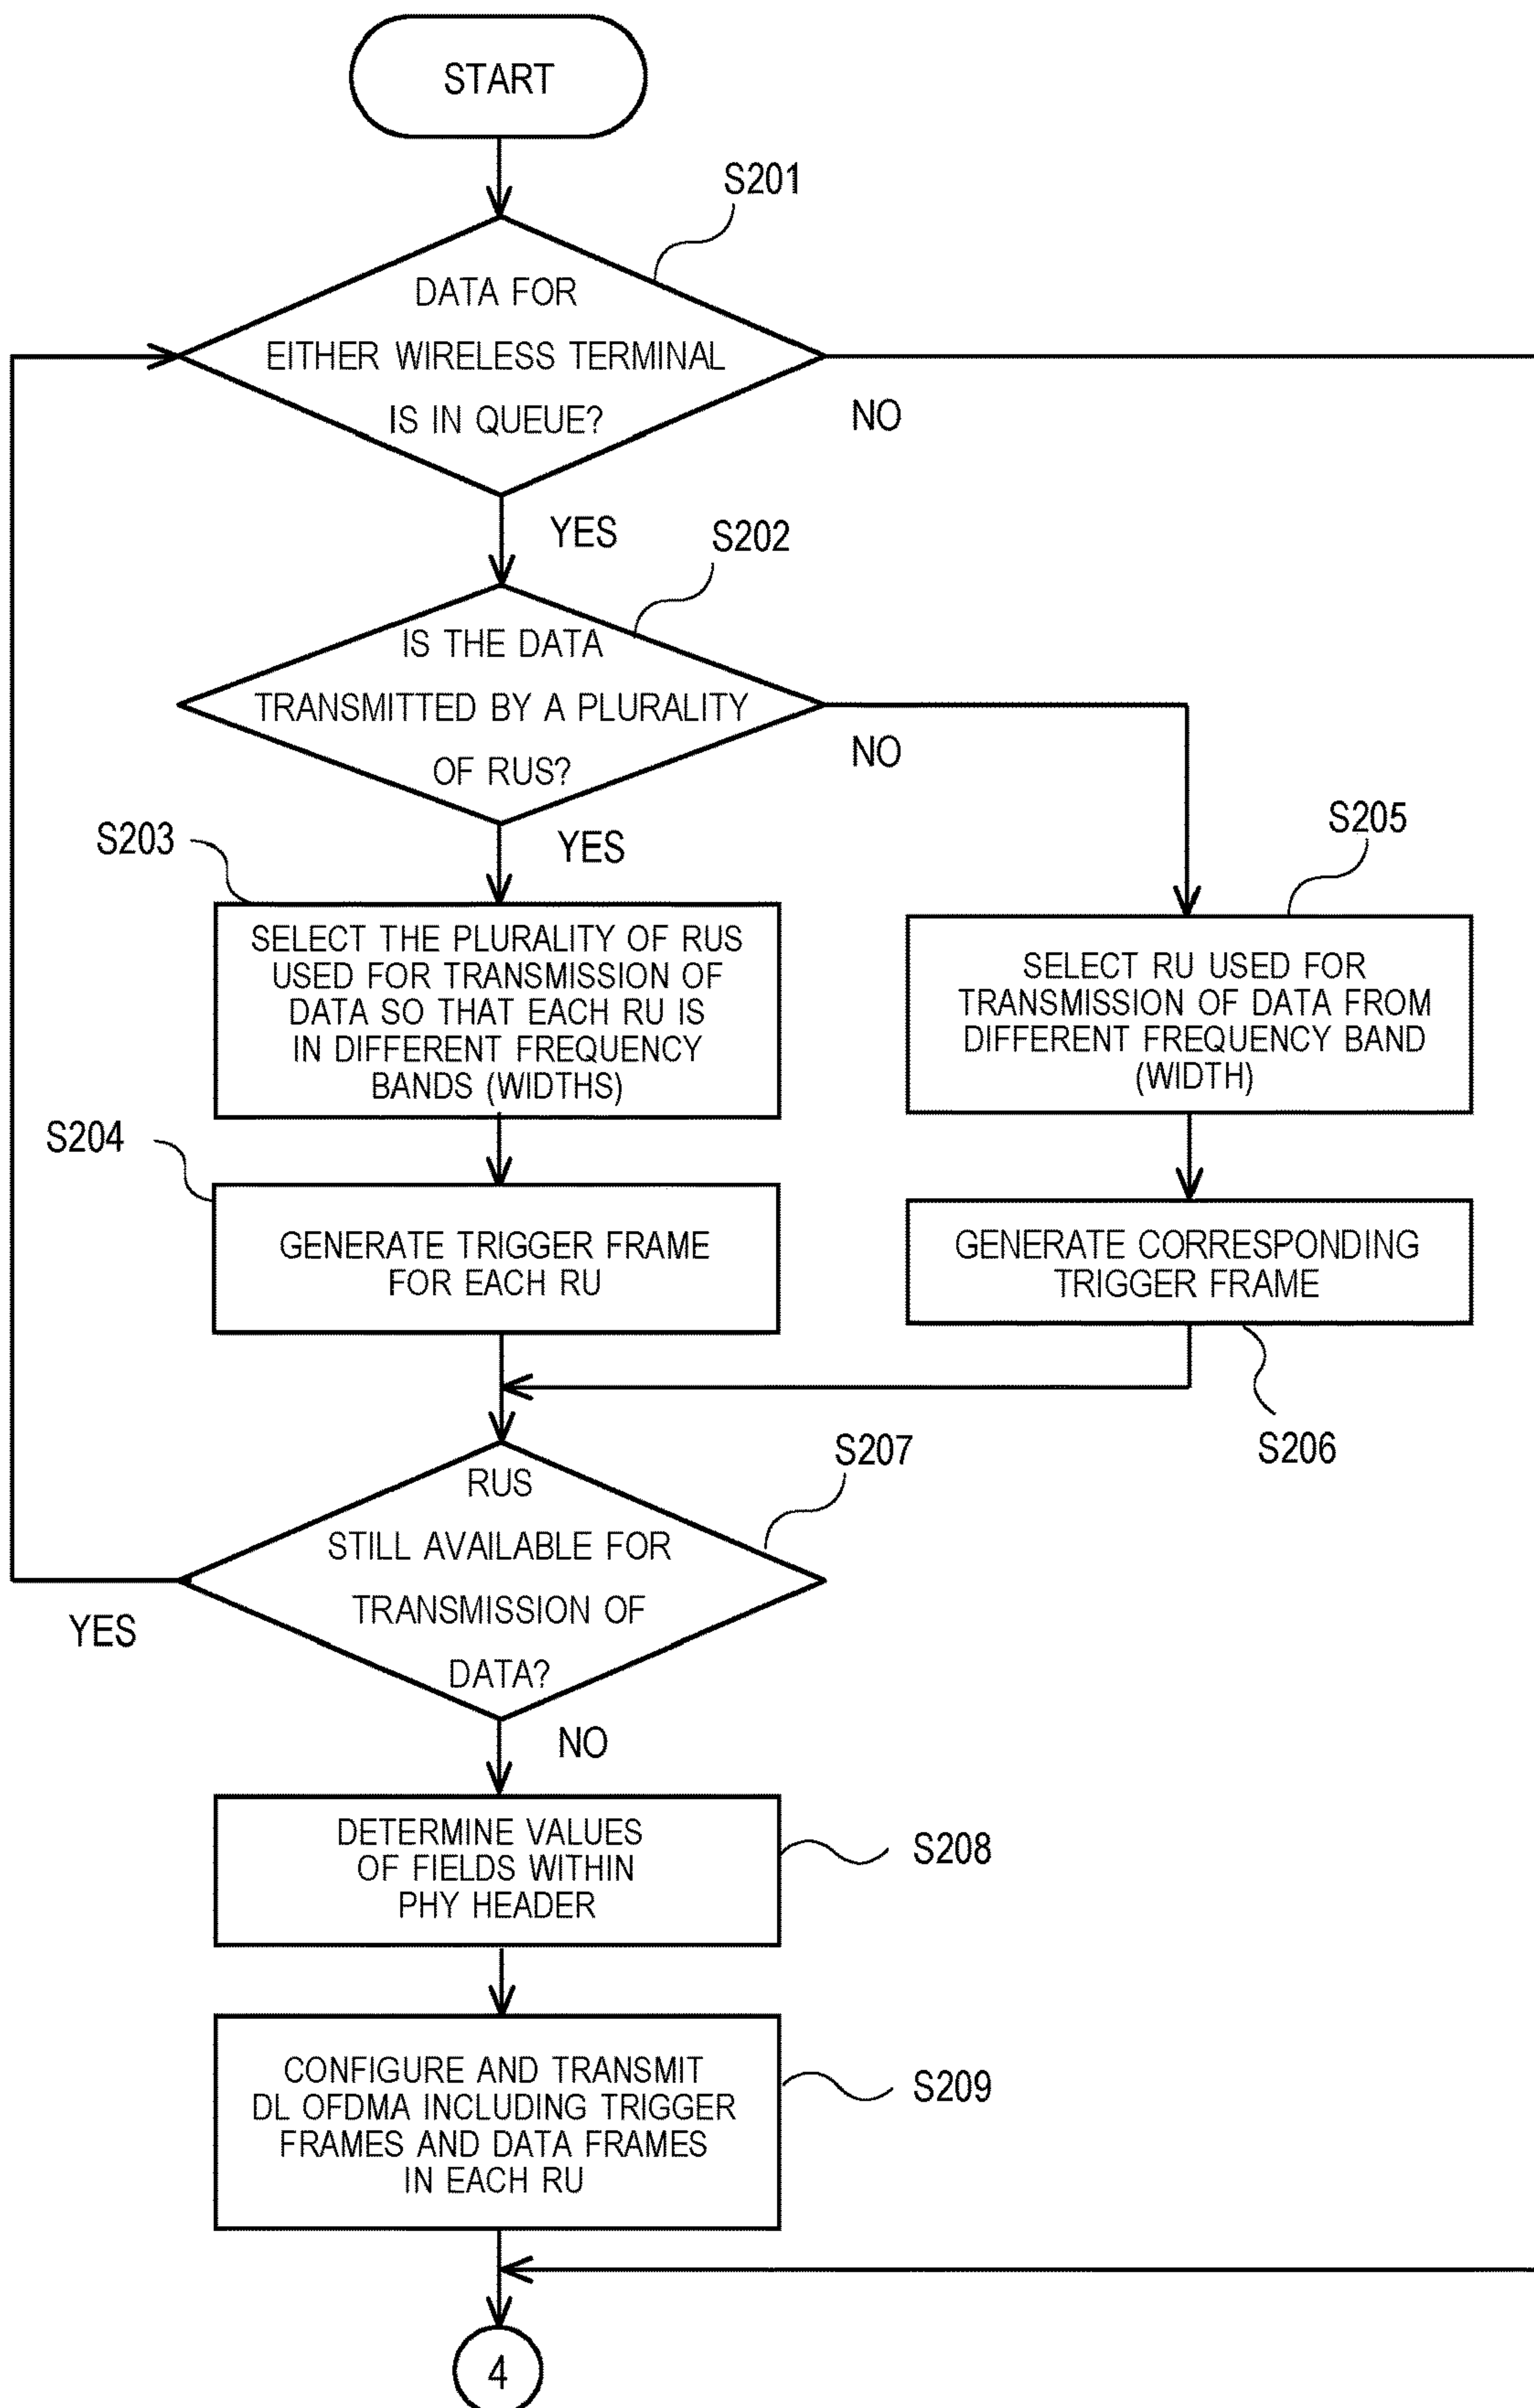 START
S201
DATA FOR
EITHER WIRELESS TERMINAL
IS IN QUEUE?
NO
YES
S202
IS THE DATA
TRANSMITTED BY A PLURALITY
OF RUS?
NO
YES
S203
SELECT THE PLURALITY OF RUS
USED FOR TRANSMISSION OF
DATA SO THAT EACH RU IS
IN DIFFERENT FREQUENCY
BANDS (WIDTHS)
S205
SELECT RU USED FOR
TRANSMISSION OF DATA FROM
DIFFERENT FREQUENCY BAND
(WIDTH)
S204
GENERATE TRIGGER FRAME
FOR EACH RU
GENERATE CORRESPONDING
TRIGGER FRAME
S206
S207
RUS
STILL AVAILABLE FOR
TRANSMISSION OF
DATA?
YES
NO
DETERMINE VALUES
OF FIELDS WITHIN
PHY HEADER
S208
CONFIGURE AND TRANSMIT
DL OFDMA INCLUDING TRIGGER
FRAMES AND DATA FRAMES
IN EACH RU
S209
4